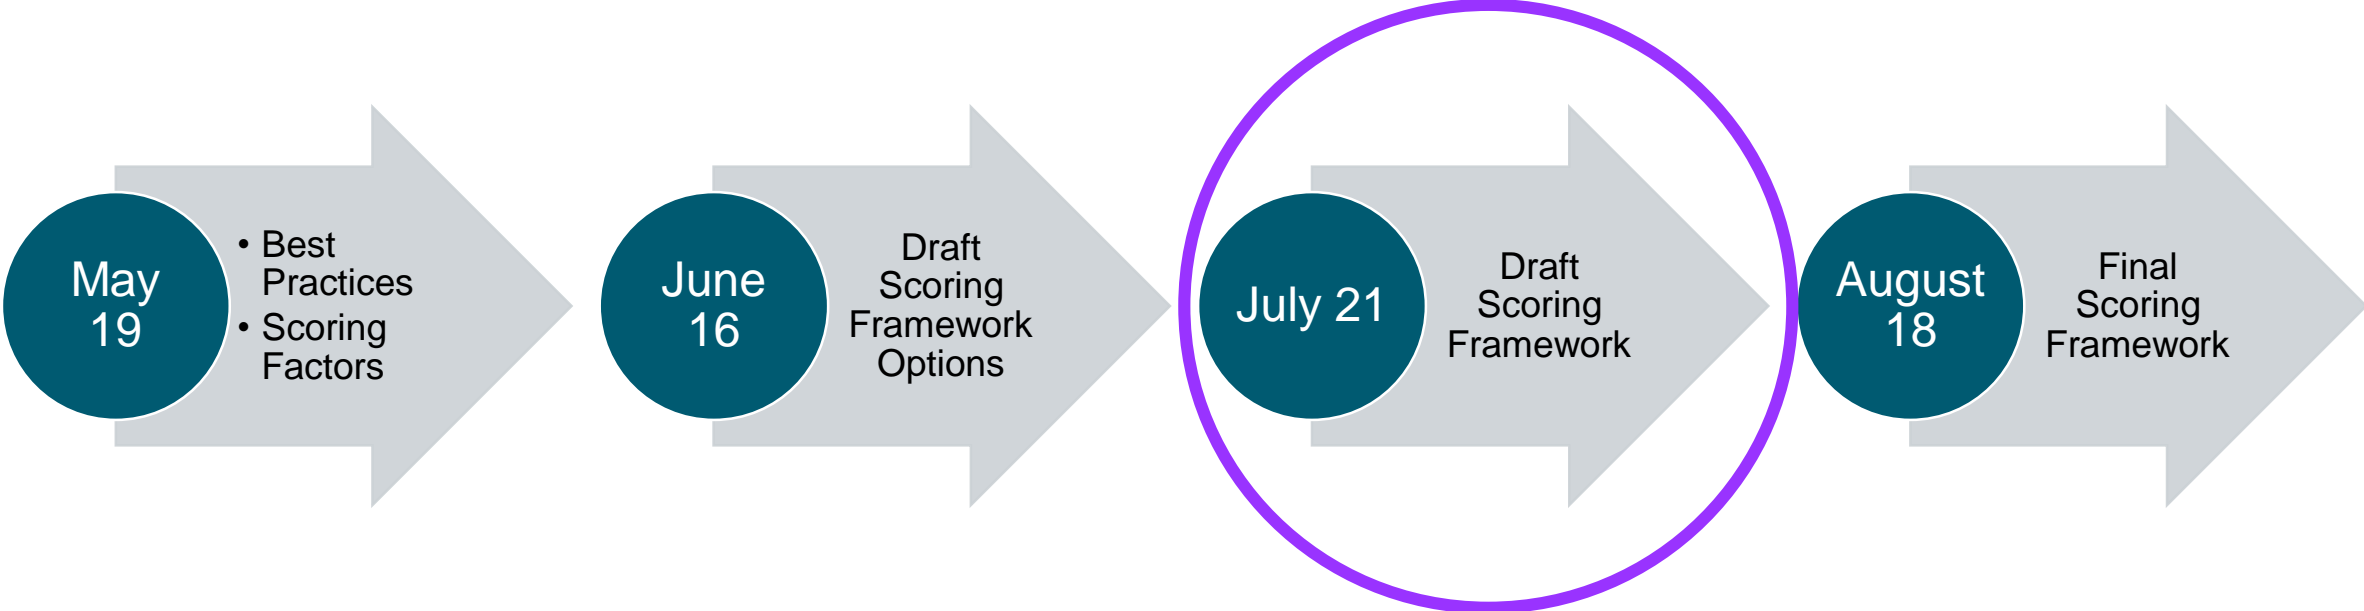 May
19
• Best
Practices
• Scoring
Factors
June
16
Draft
Scoring
Framework
Options
July 21
Draft
Scoring
Framework
August
18
Final
Scoring
Framework